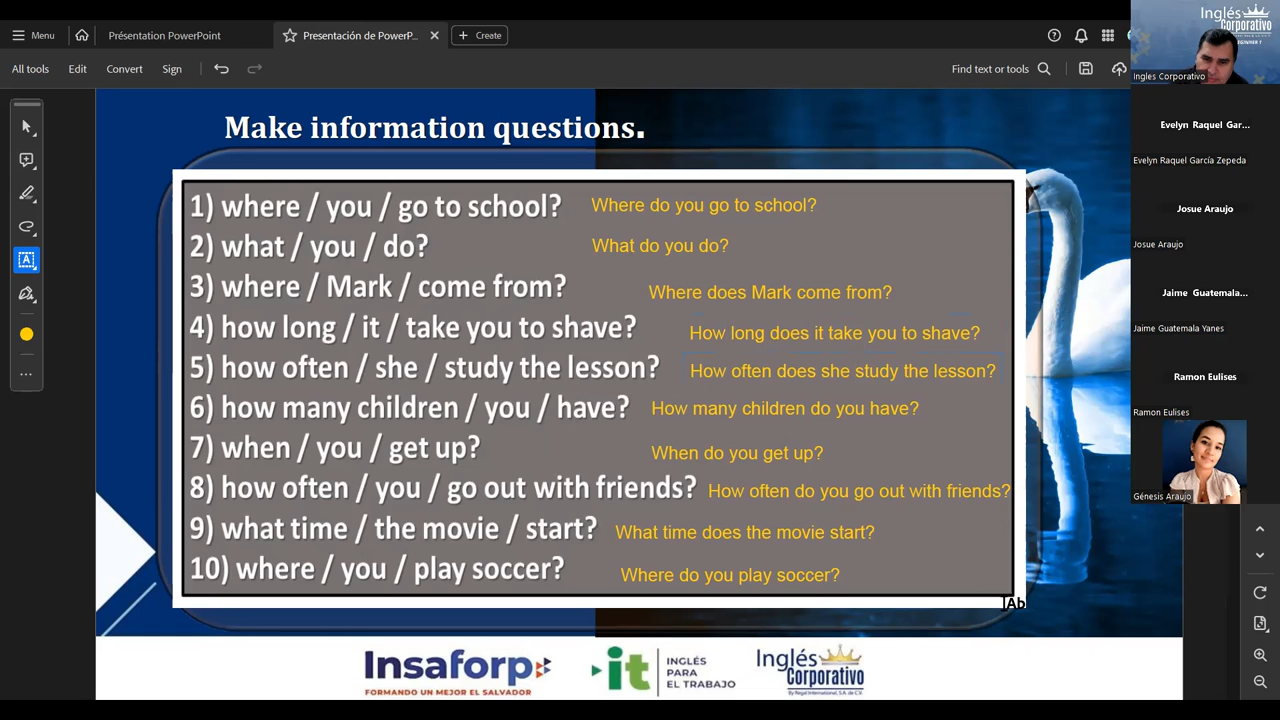 Menu
Présentation PowerPoint
Presentación de PowerP...
Create
All tools
Edit
Convert
Sign
Find text or tools
Make information questions.
1) where / you / go to school? Where do you go to school?
2) what / you / do? What do you do?
3) where / Mark / come from? Where does Mark come from?
4) how long / it / take you to shave? How long does it take you to shave?
5) how often / she / study the lesson? How often does she study the lesson?
6) how many children / you / have? How many children do you have?
7) when / you / get up? When do you get up?
8) how often / you / go out with friends? How often do you go out with friends?
9) what time / the movie / start? What time does the movie start?
10) where / you / play soccer? Where do you play soccer?
Ab
Insaforp
FORMANDO UN MEJOR EL SALVADOR
it
INGLÉS
PARA
EL TRABAJO
Inglés
Corporativo
By Regal International, S.A. de C.V.
Inglés
Corporativo
BEGINNER 1
Ingles Corporativo
Evelyn Raquel Gar...
Evelyn Raquel García Zepeda
Josue Araujo
Josue Araujo
Jaime Guatemala...
Jaime Guatemala Yanes
Ramon Eulises
Ramon Eulises
Génesis Araujo